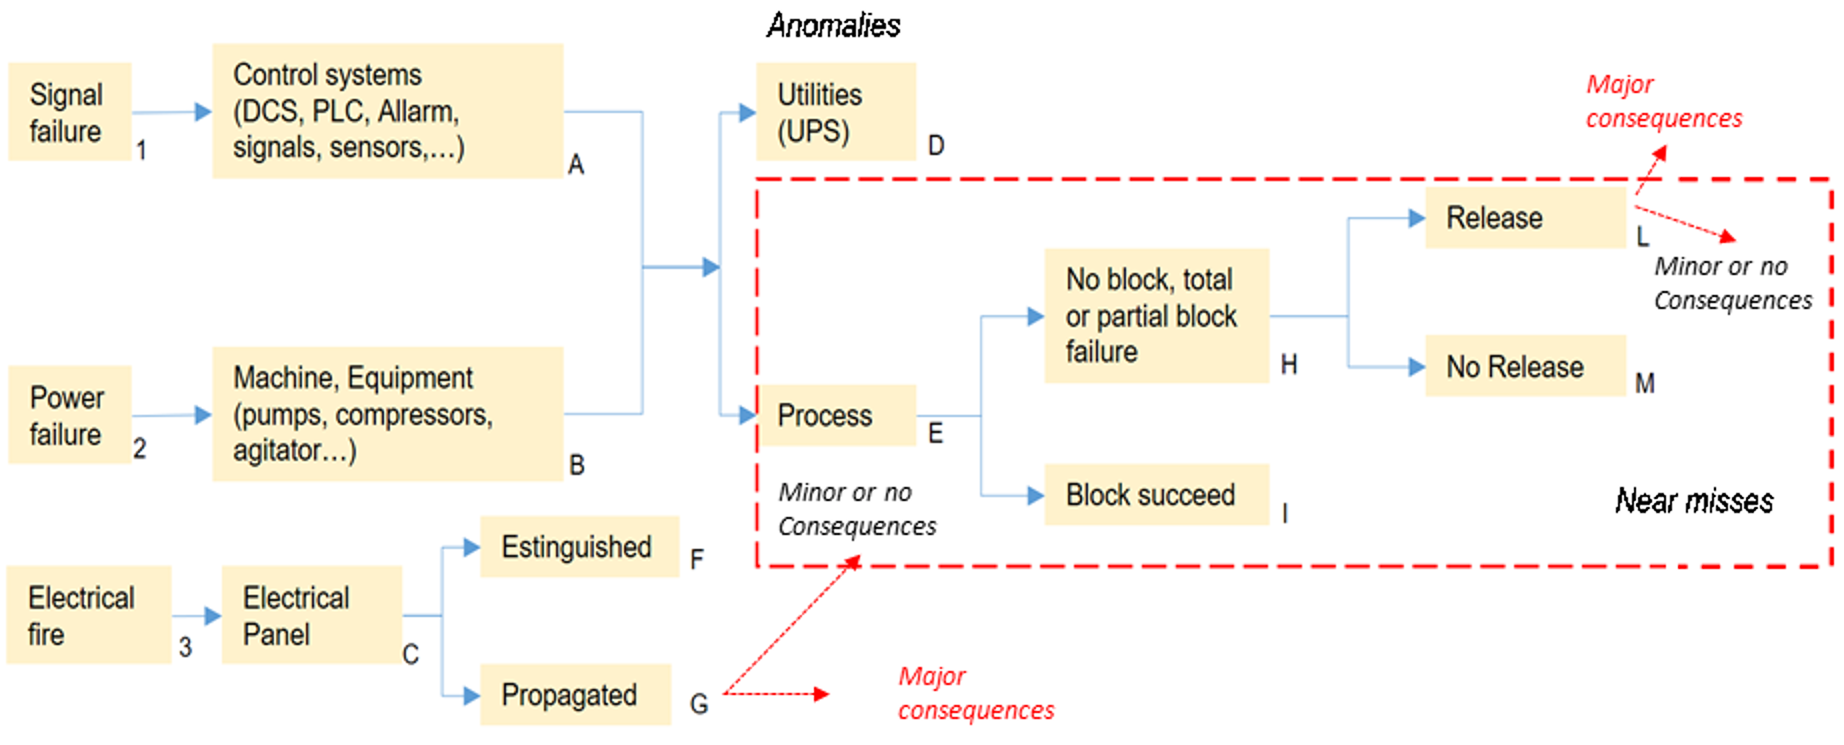 Anomalies
Signal
failure
1
Control systems
(DCS, PLC, Allarm,
signals, sensors,...)
A
Utilities
(UPS)
D
Major
consequences
Release
L
Minor or no
Consequences
No block, total
or partial block
failure
H
No Release
M
Power
failure
2
Machine, Equipment
(pumps, compressors,
agitator...)
B
Process
E
Block succeed
I
Near misses
Minor or no
Consequences
Estinguished
F
Electrical
fire
3
Electrical
Panel
C
Propagated
G
Major
consequences